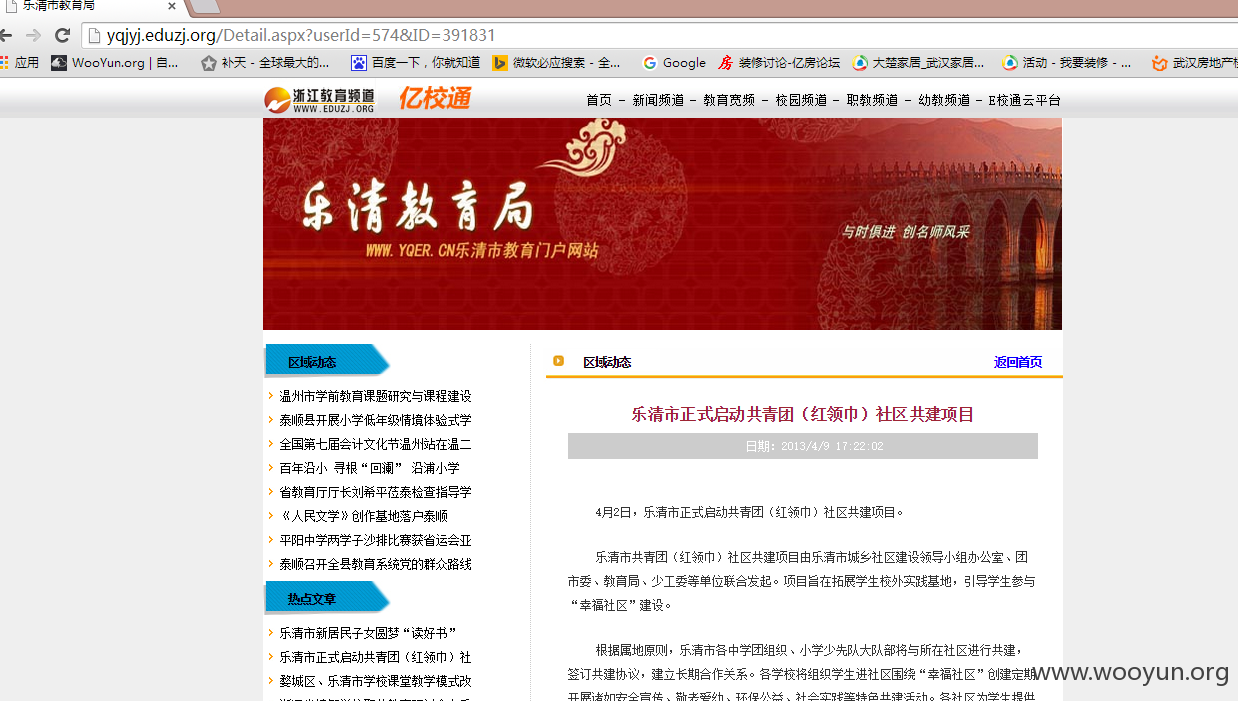 乐清市教育局
yqjyj.eduzj.org/Detail.aspx?userId=574&ID=391831
应用 WooYun.org | 自... 补天 - 全球最大的... 百度一下，你就知道 微软必应搜索 - 全... Google 装修讨论-亿房论坛 大楚家居_武汉家居... 活动 - 我要装修 - ... 武汉房地产
浙江教育频道 WWW.EDUZJ.ORG 亿校通
首页 - 新闻频道 - 教育宽频 - 校园频道 - 职教频道 - 幼教频道 - E校通云平台
乐清教育局
WWW.YQER.CN乐清市教育门户网站
与时俱进 创名师风采
区域动态
温州市学前教育课题研究与课程建设
泰顺县开展小学低年级情境体验式学
全国第七届会计文化节温州站在温二
百年沿小 寻根“回澜” 沿浦小学
省教育厅厅长刘希平莅泰检查指导学
《人民文学》创作基地落户泰顺
平阳中学两学子沙排比赛获省运会亚
泰顺召开全县教育系统党的群众路线
热点文章
乐清市新居民子女圆梦“读好书”
乐清市正式启动共青团（红领巾）社
婺城区、乐清市学校课堂教学模式改
区域动态 返回首页
乐清市正式启动共青团（红领巾）社区共建项目
日期: 2013/4/9 17:22:02
4月2日，乐清市正式启动共青团（红领巾）社区共建项目。
乐清市共青团（红领巾）社区共建项目由乐清市城乡社区建设领导小组办公室、团
市委、教育局、少工委等单位联合发起。项目旨在拓展学生校外实践基地，引导学生参与
“幸福社区”建设。
根据属地原则，乐清市各中学团组织、小学少先队大队部将与所在社区进行共建，
签订共建协议，建立长期合作关系。各学校将组织学生进社区围绕“幸福社区”创建定期
开展诸如安全宣传、敬老爱幼、环保公益、社会实践等特色共建活动。各社区为学生提供
www.wooyun.org